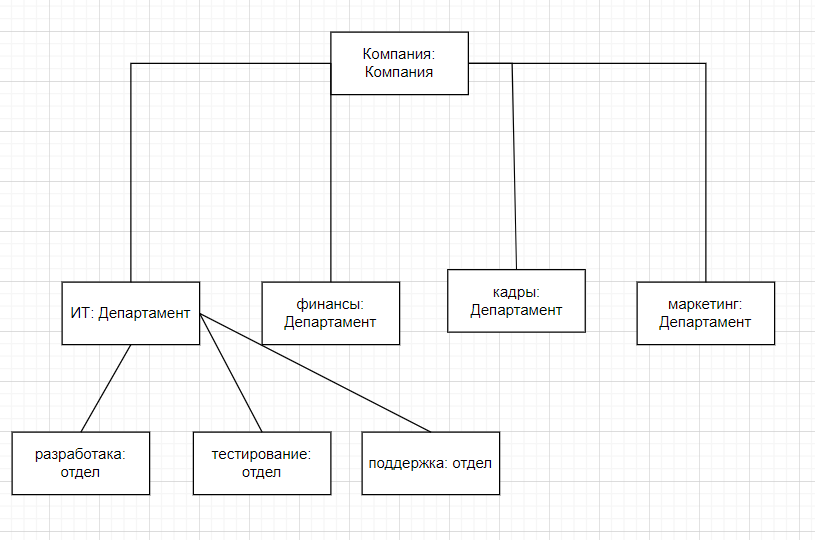 Компания:
Компания
ИТ: Департамент
финансы:
Департамент
кадры:
Департамент
маркетинг:
Департамент
разработака:
отдел
тестирование:
отдел
поддержка: отдел